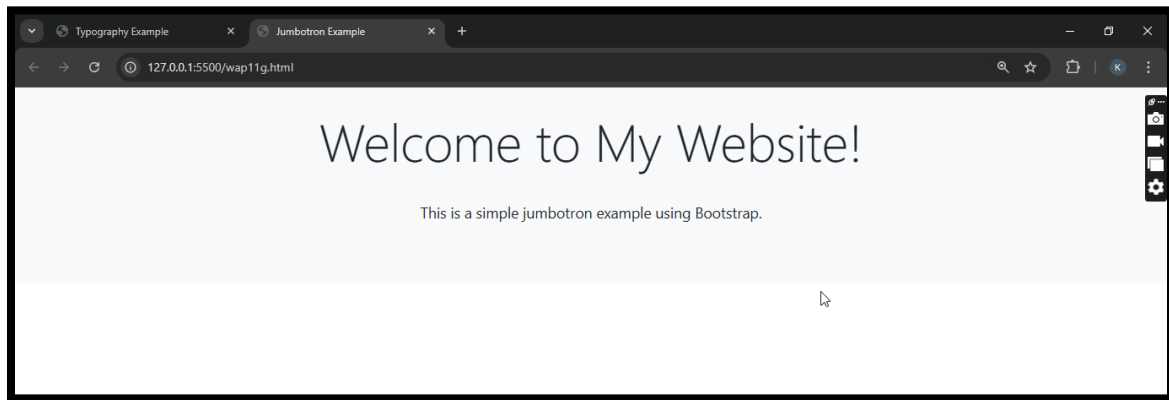 Typography Example
Jumbotron Example
127.0.0.1:5500/wap11g.html
K
Welcome to My Website!
This is a simple jumbotron example using Bootstrap.